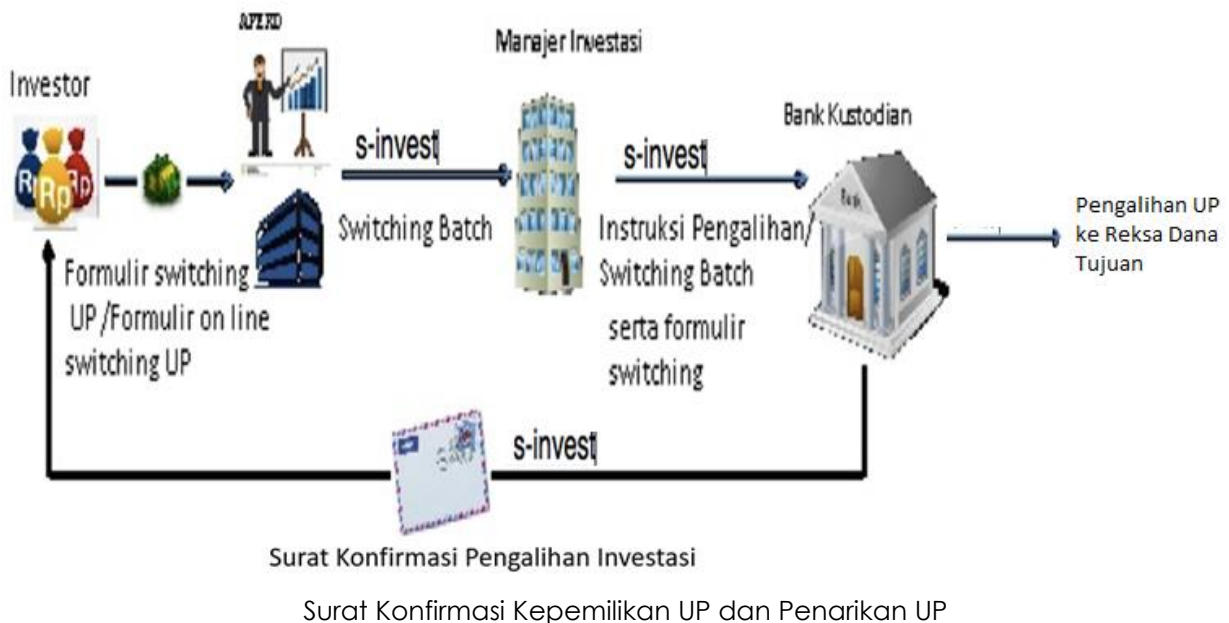 APERD
Manajer Investasi
Investor
Bank Kustodian
s-invest
s-invest
Rp
Bank
Switching Batch
Instruksi Pengalihan/
Switching Batch
serta formulir
switching
Pengalihan UP
ke Reksa Dana
Tujuan
Formulir switching
UP /Formulir on line
switching UP
s-invest
Surat Konfirmasi Pengalihan Investasi
Surat Konfirmasi Kepemilikan UP dan Penarikan UP